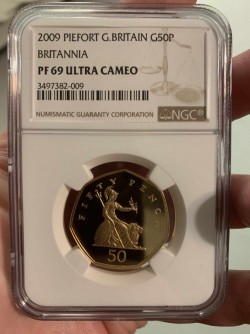 2009 PIEFORT G.BRITAIN G50P
BRITANNIA
PF 69 ULTRA CAMEO
3497382-009
NUMISMATIC GUARANTY CORPORATION
NGC
FIFTY PENCE
50